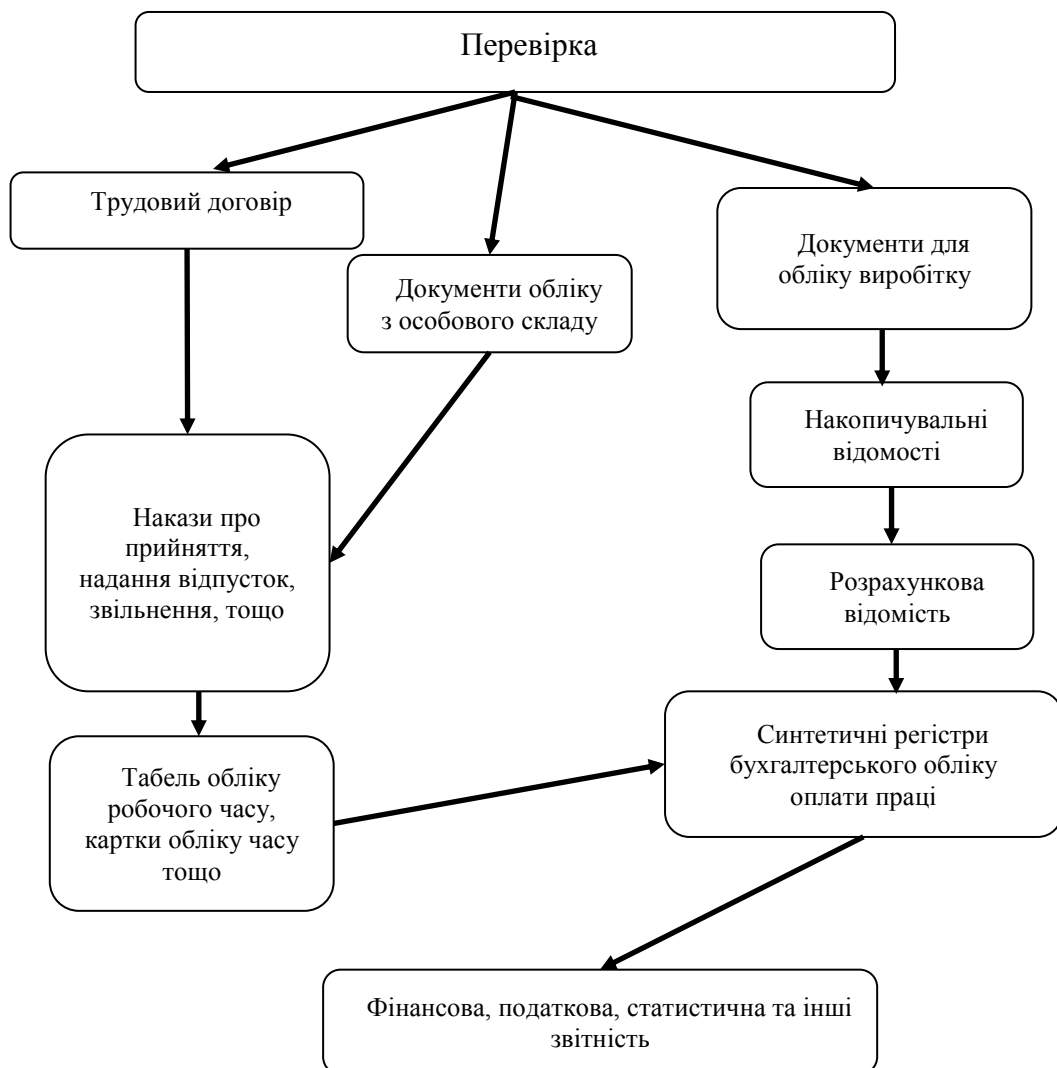 Перевірка
Трудовий договір
Документи обліку
з особового складу
Документи для
обліку виробітку
Накопичувальні
відомості
Накази про
прийняття,
надання відпусток,
звільнення, тощо
Розрахункова
відомість
Табель обліку
робочого часу,
картки обліку часу
тощо
Синтетичні регістри
бухгалтерського обліку
оплати праці
Фінансова, податкова, статистична та інші
звітність